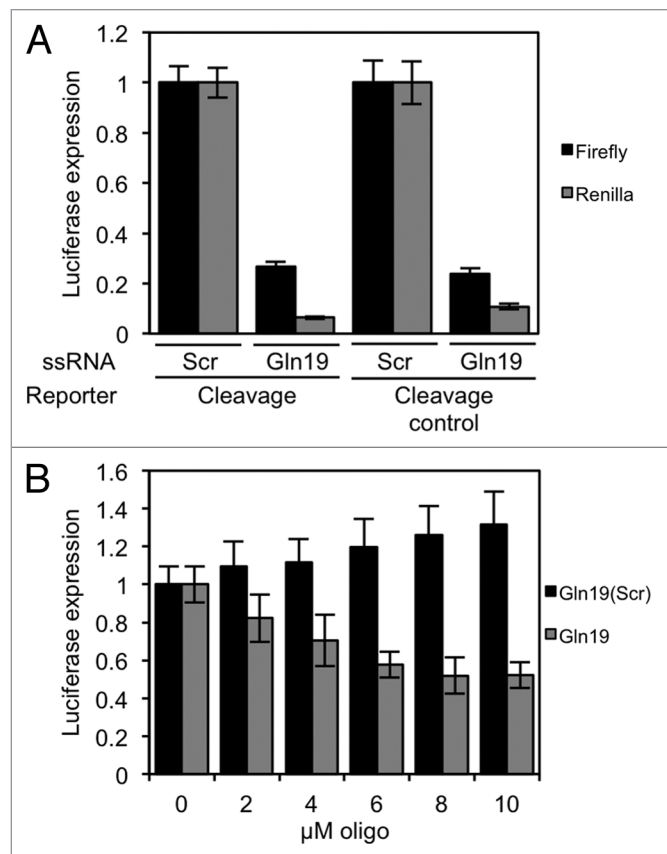 A
Luciferase expression
1.2
1
0.8
0.6
0.4
0.2
0
Firefly
Renilla
ssRNA Scr Gln19 Scr Gln19
Reporter Cleavage Cleavage
control
B
Luciferase expression
1.6
1.4
1.2
1
0.8
0.6
0.4
0.2
0
Gln19(Scr)
Gln19
0 2 4 6 8 10
µM oligo